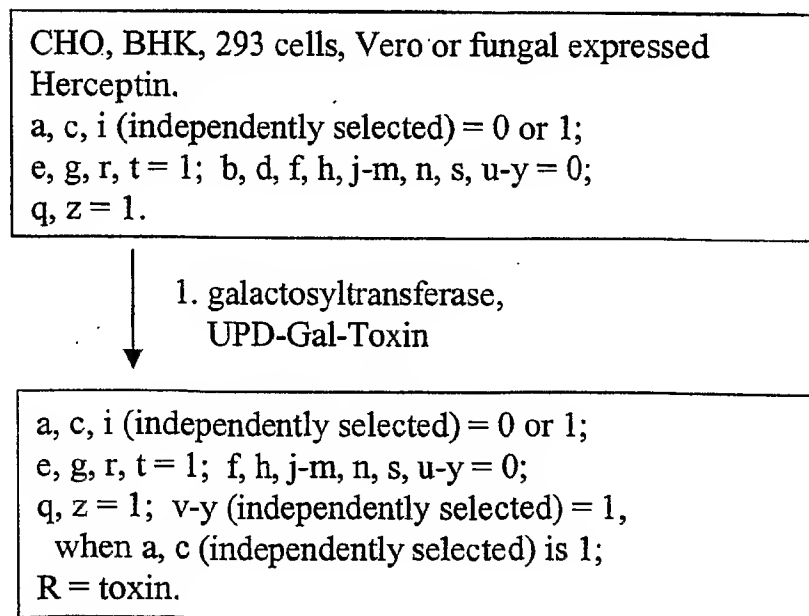 CHO, BHK, 293 cells, Vero or fungal expressed
Herceptin.
a, c, i (independently selected) = 0 or 1;
e, g, r, t = 1; b, d, f, h, j-m, n, s, u-y = 0;
q, z = 1.
1. galactosyltransferase,
UPD-Gal-Toxin
a, c, i (independently selected) = 0 or 1;
e, g, r, t = 1; f, h, j-m, n, s, u-y = 0;
q, z = 1; v-y (independently selected) = 1,
when a, c (independently selected) is 1;
R = toxin.